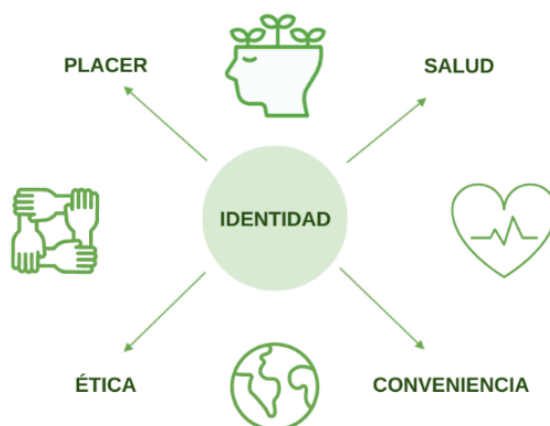 PLACER
SALUD
IDENTIDAD
ÉTICA
CONVENIENCIA